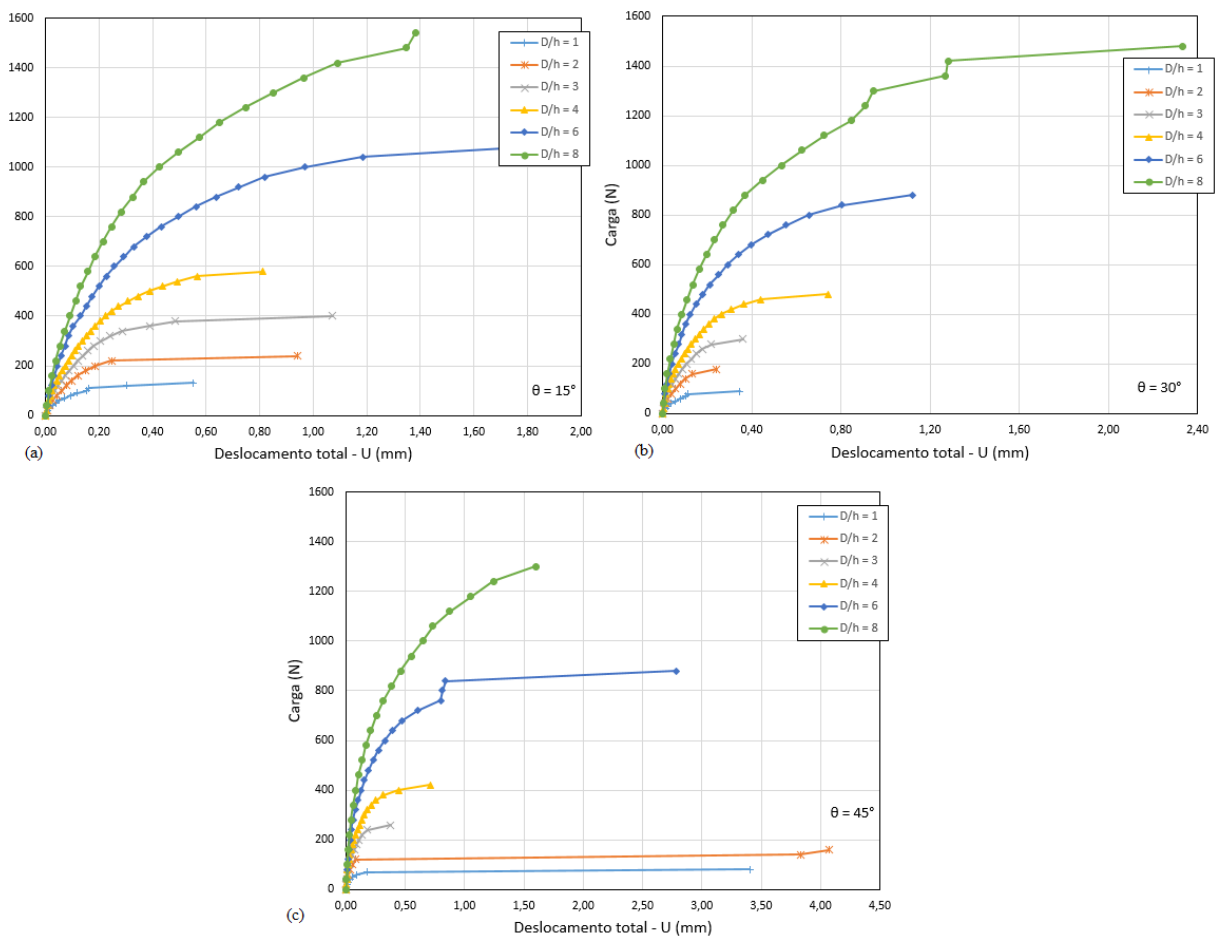 1600
1400
1200
1000
800
600
400
200
0
0,00 0,20 0,40 0,60 0,80 1,00 1,20 1,40 1,60 1,80 2,00
D/h = 1
D/h = 2
D/h = 3
D/h = 4
D/h = 6
D/h = 8
θ = 15°
(a)
Deslocamento total - U (mm)
1600
1400
1200
1000
800
600
400
200
0
Carga (N)
0,00 0,40 0,80 1,20 1,60 2,00 2,40
D/h = 1
D/h = 2
D/h = 3
D/h = 4
D/h = 6
D/h = 8
θ = 30°
(b)
Deslocamento total - U (mm)
1600
1400
1200
1000
800
600
400
200
0
Carga (N)
0,00 0,50 1,00 1,50 2,00 2,50 3,00 3,50 4,00 4,50
D/h = 1
D/h = 2
D/h = 3
D/h = 4
D/h = 6
D/h = 8
θ = 45°
(c)
Deslocamento total - U (mm)